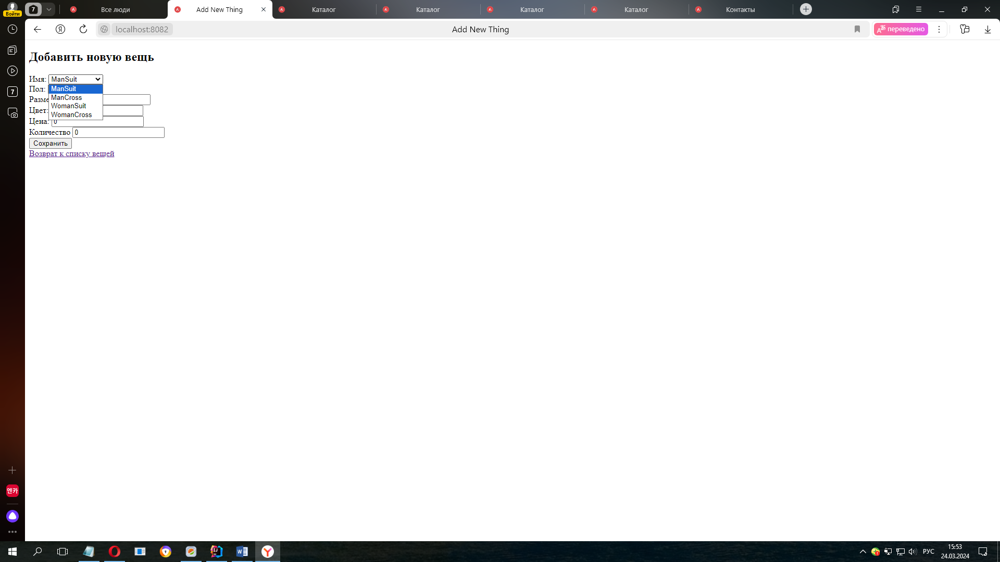 Войти
7
Все люди
Add New Thing
Каталог
Каталог
Каталог
Каталог
Контакты
Я
localhost:8082
Add New Thing
переведено
7
Добавить новую вещь
Имя: ManSuit
Пол: ManSuit
ManCross
Разме
WomanSuit
Цвет:
WomanCross
Цена: 0
Количество 0
Сохранить
Возврат к списку вещей
엔카
РУС
15:53
24.03.2024